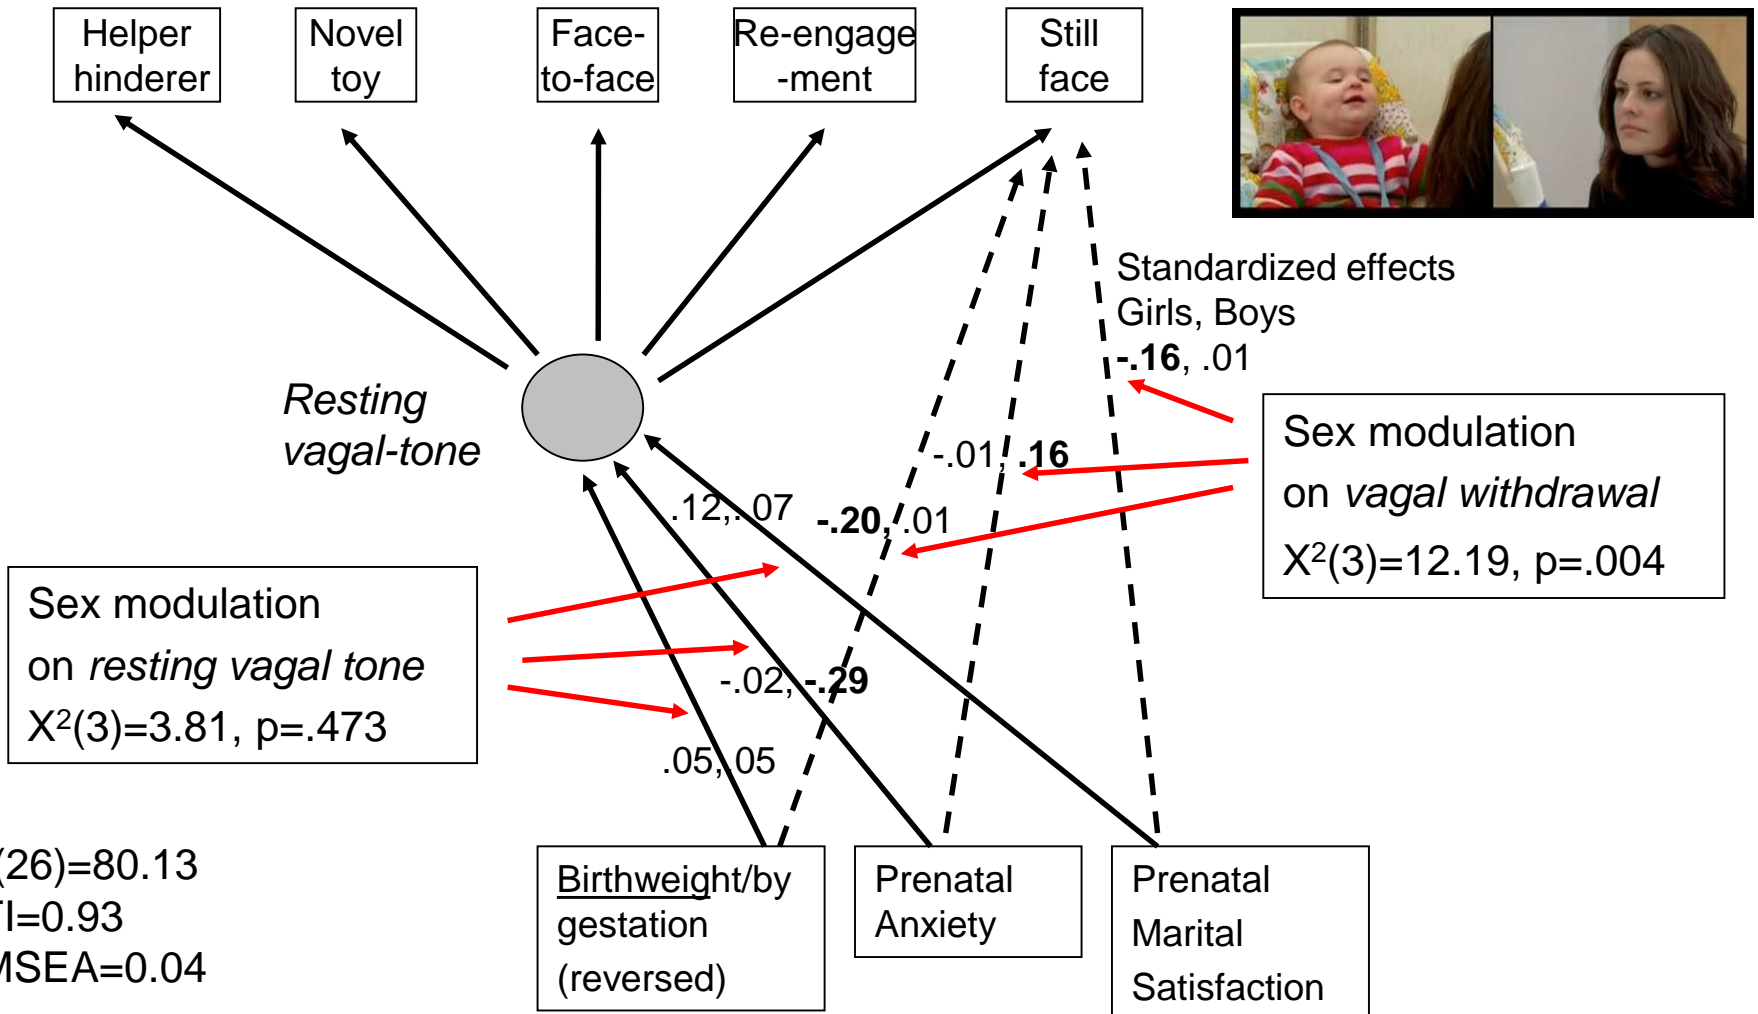 Helper
hinderer
Novel
toy
Face-
to-face
Re-engage
-ment
Still
face
Standardized effects
Girls, Boys
-.16, .01
Resting
vagal-tone
-.01, .16
.12,.07
-.20, .01
Sex modulation
on vagal withdrawal
X²(3)=12.19, p=.004
Sex modulation
on resting vagal tone
X²(3)=3.81, p=.473
-.02, -.29
.05,.05
(26)=80.13
I=0.93
MSEA=0.04
Birthweight/by
gestation
(reversed)
Prenatal
Anxiety
Prenatal
Marital
Satisfaction